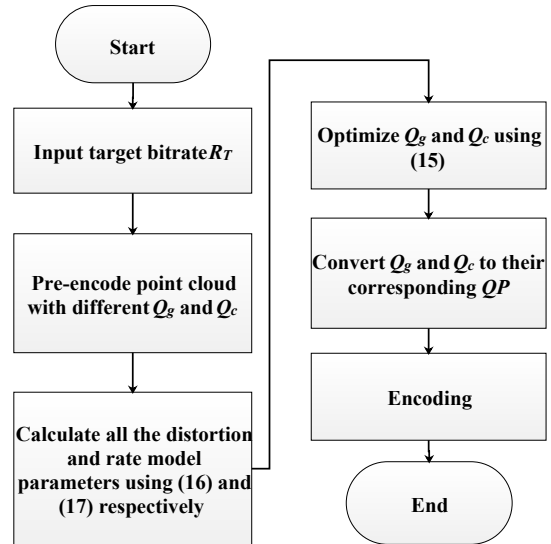 Start
Input target bitrate R_T
Pre-encode point cloud
with different Q_g and Q_c
Calculate all the distortion
and rate model
parameters using (16) and
(17) respectively
Optimize Q_g and Q_c using
(15)
Convert Q_g and Q_c to their
corresponding QP
Encoding
End